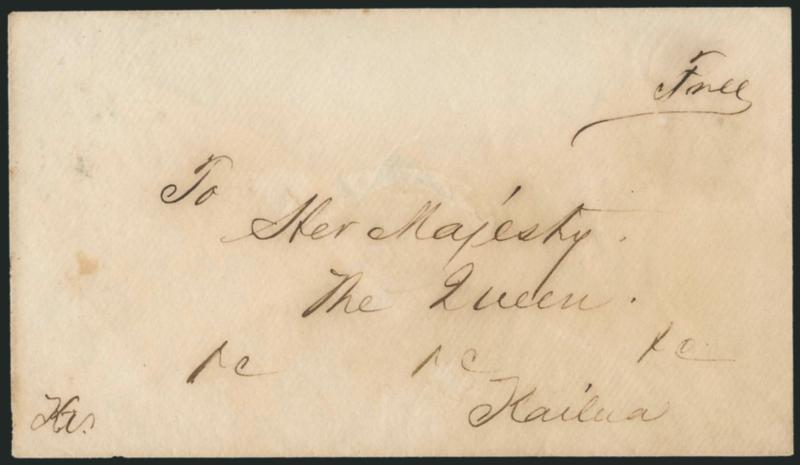 Free
To
Her Majesty.
The Queen.
&c &c &c
Kailua